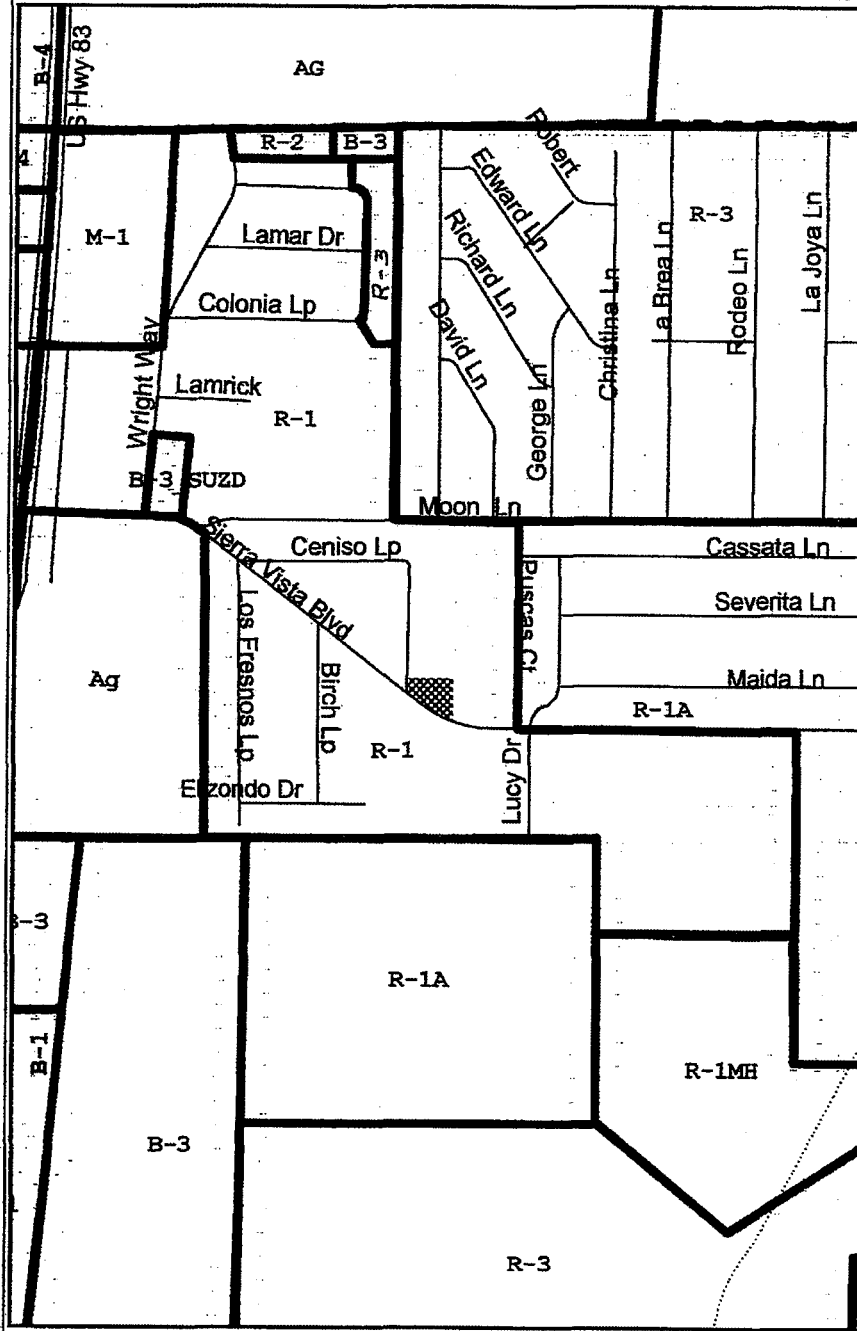 B-4
US Hwy 83
AG
4
M-1
R-2
B-3
Lamar Dr
Colonia Lp
R-3
Wright Way
Lamrick
R-1
B-3 SUZD
Robert
Edward Ln
Richard Ln
David Ln
George Ln
Christina Ln
a Brea Ln
R-3
Rodeo Ln
La Joya Ln
Moon Ln
Sierra Vista Blvd
Ceniso Lp
Cassata Ln
Puscas Ct
Severita Ln
Maida Ln
R-1A
Ag
Los Fresnos Lp
Birch Lp
R-1
Elizondo Dr
Lucy Dr
B-3
R-1A
B-1
R-1MH
B-3
R-3